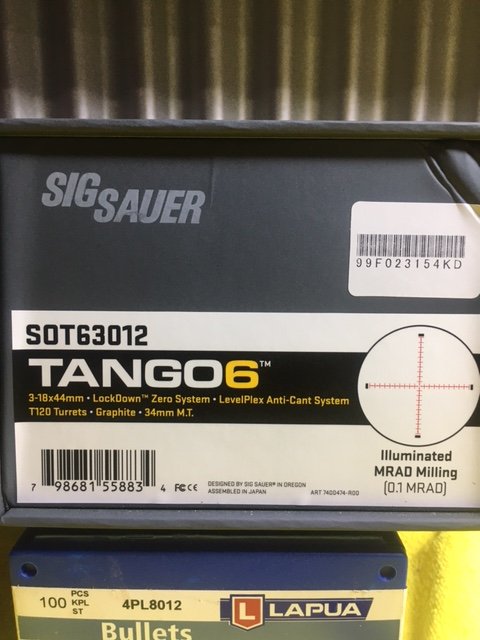 SIG SAUER
99F023154KD
SOT63012
TANGO6™
3-18x44mm • LockDown™ Zero System • LevelPlex Anti-Cant System
T120 Turrets • Graphite • 34mm M.T.
Illuminated
MRAD Milling
(0.1 MRAD)
7 98681 55883 4 FC CE
DESIGNED BY SIG SAUER® IN OREGON
ASSEMBLED IN JAPAN
ART 7400474-R00
100 PCS
KPL
ST
4PL8012
L LAPUA
Bullets